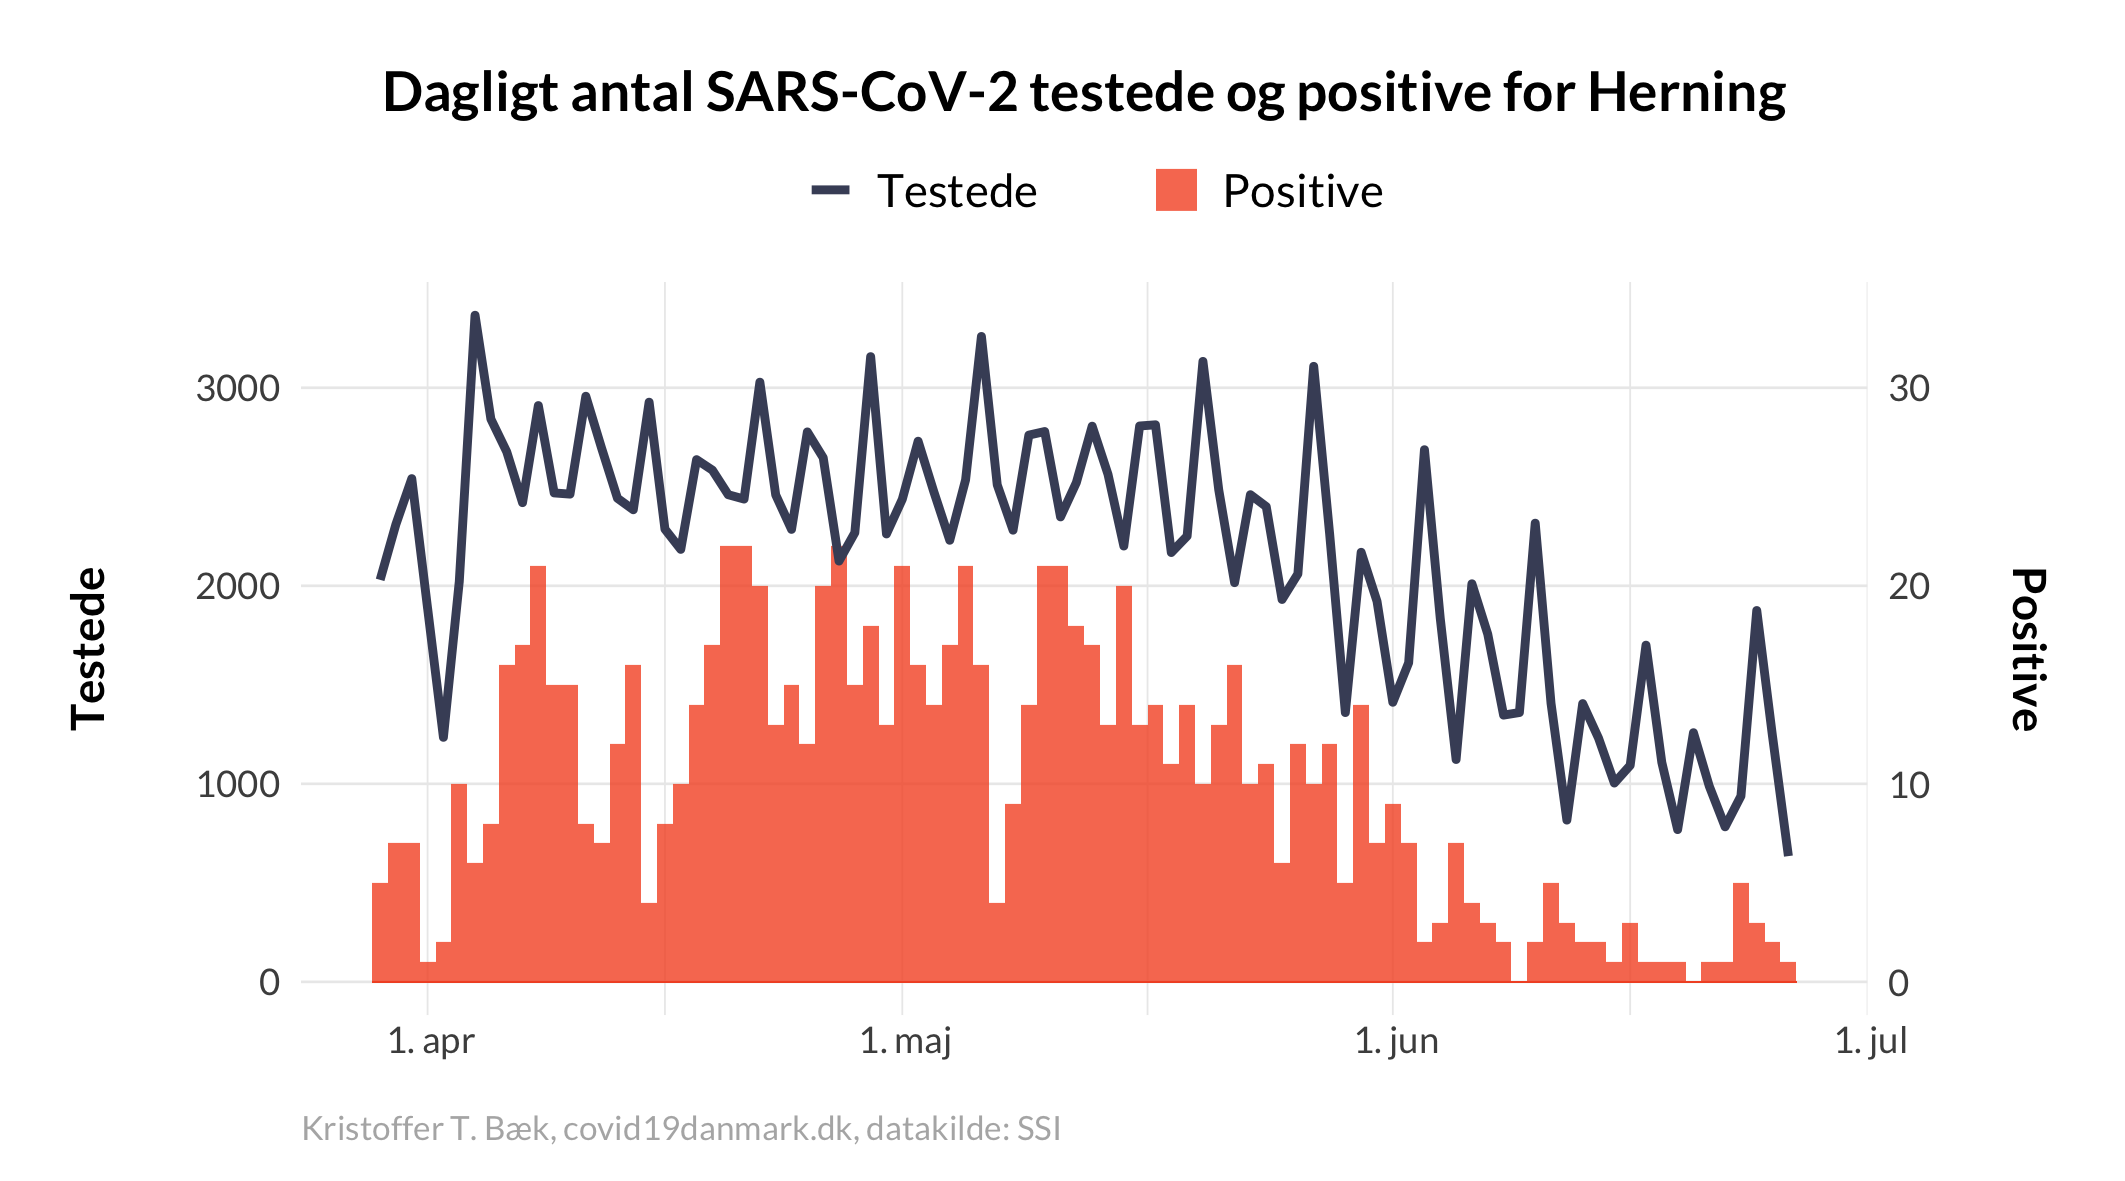 Dagligt antal SARS-CoV-2 testede og positive for Herning
Testede
Positive
3000
2000
1000
0
Testede
30
20
10
0
Positive
1. apr
1. maj
1. jun
1. jul
Kristoffer T. Bæk, covid19danmark.dk, datakilde: SSI